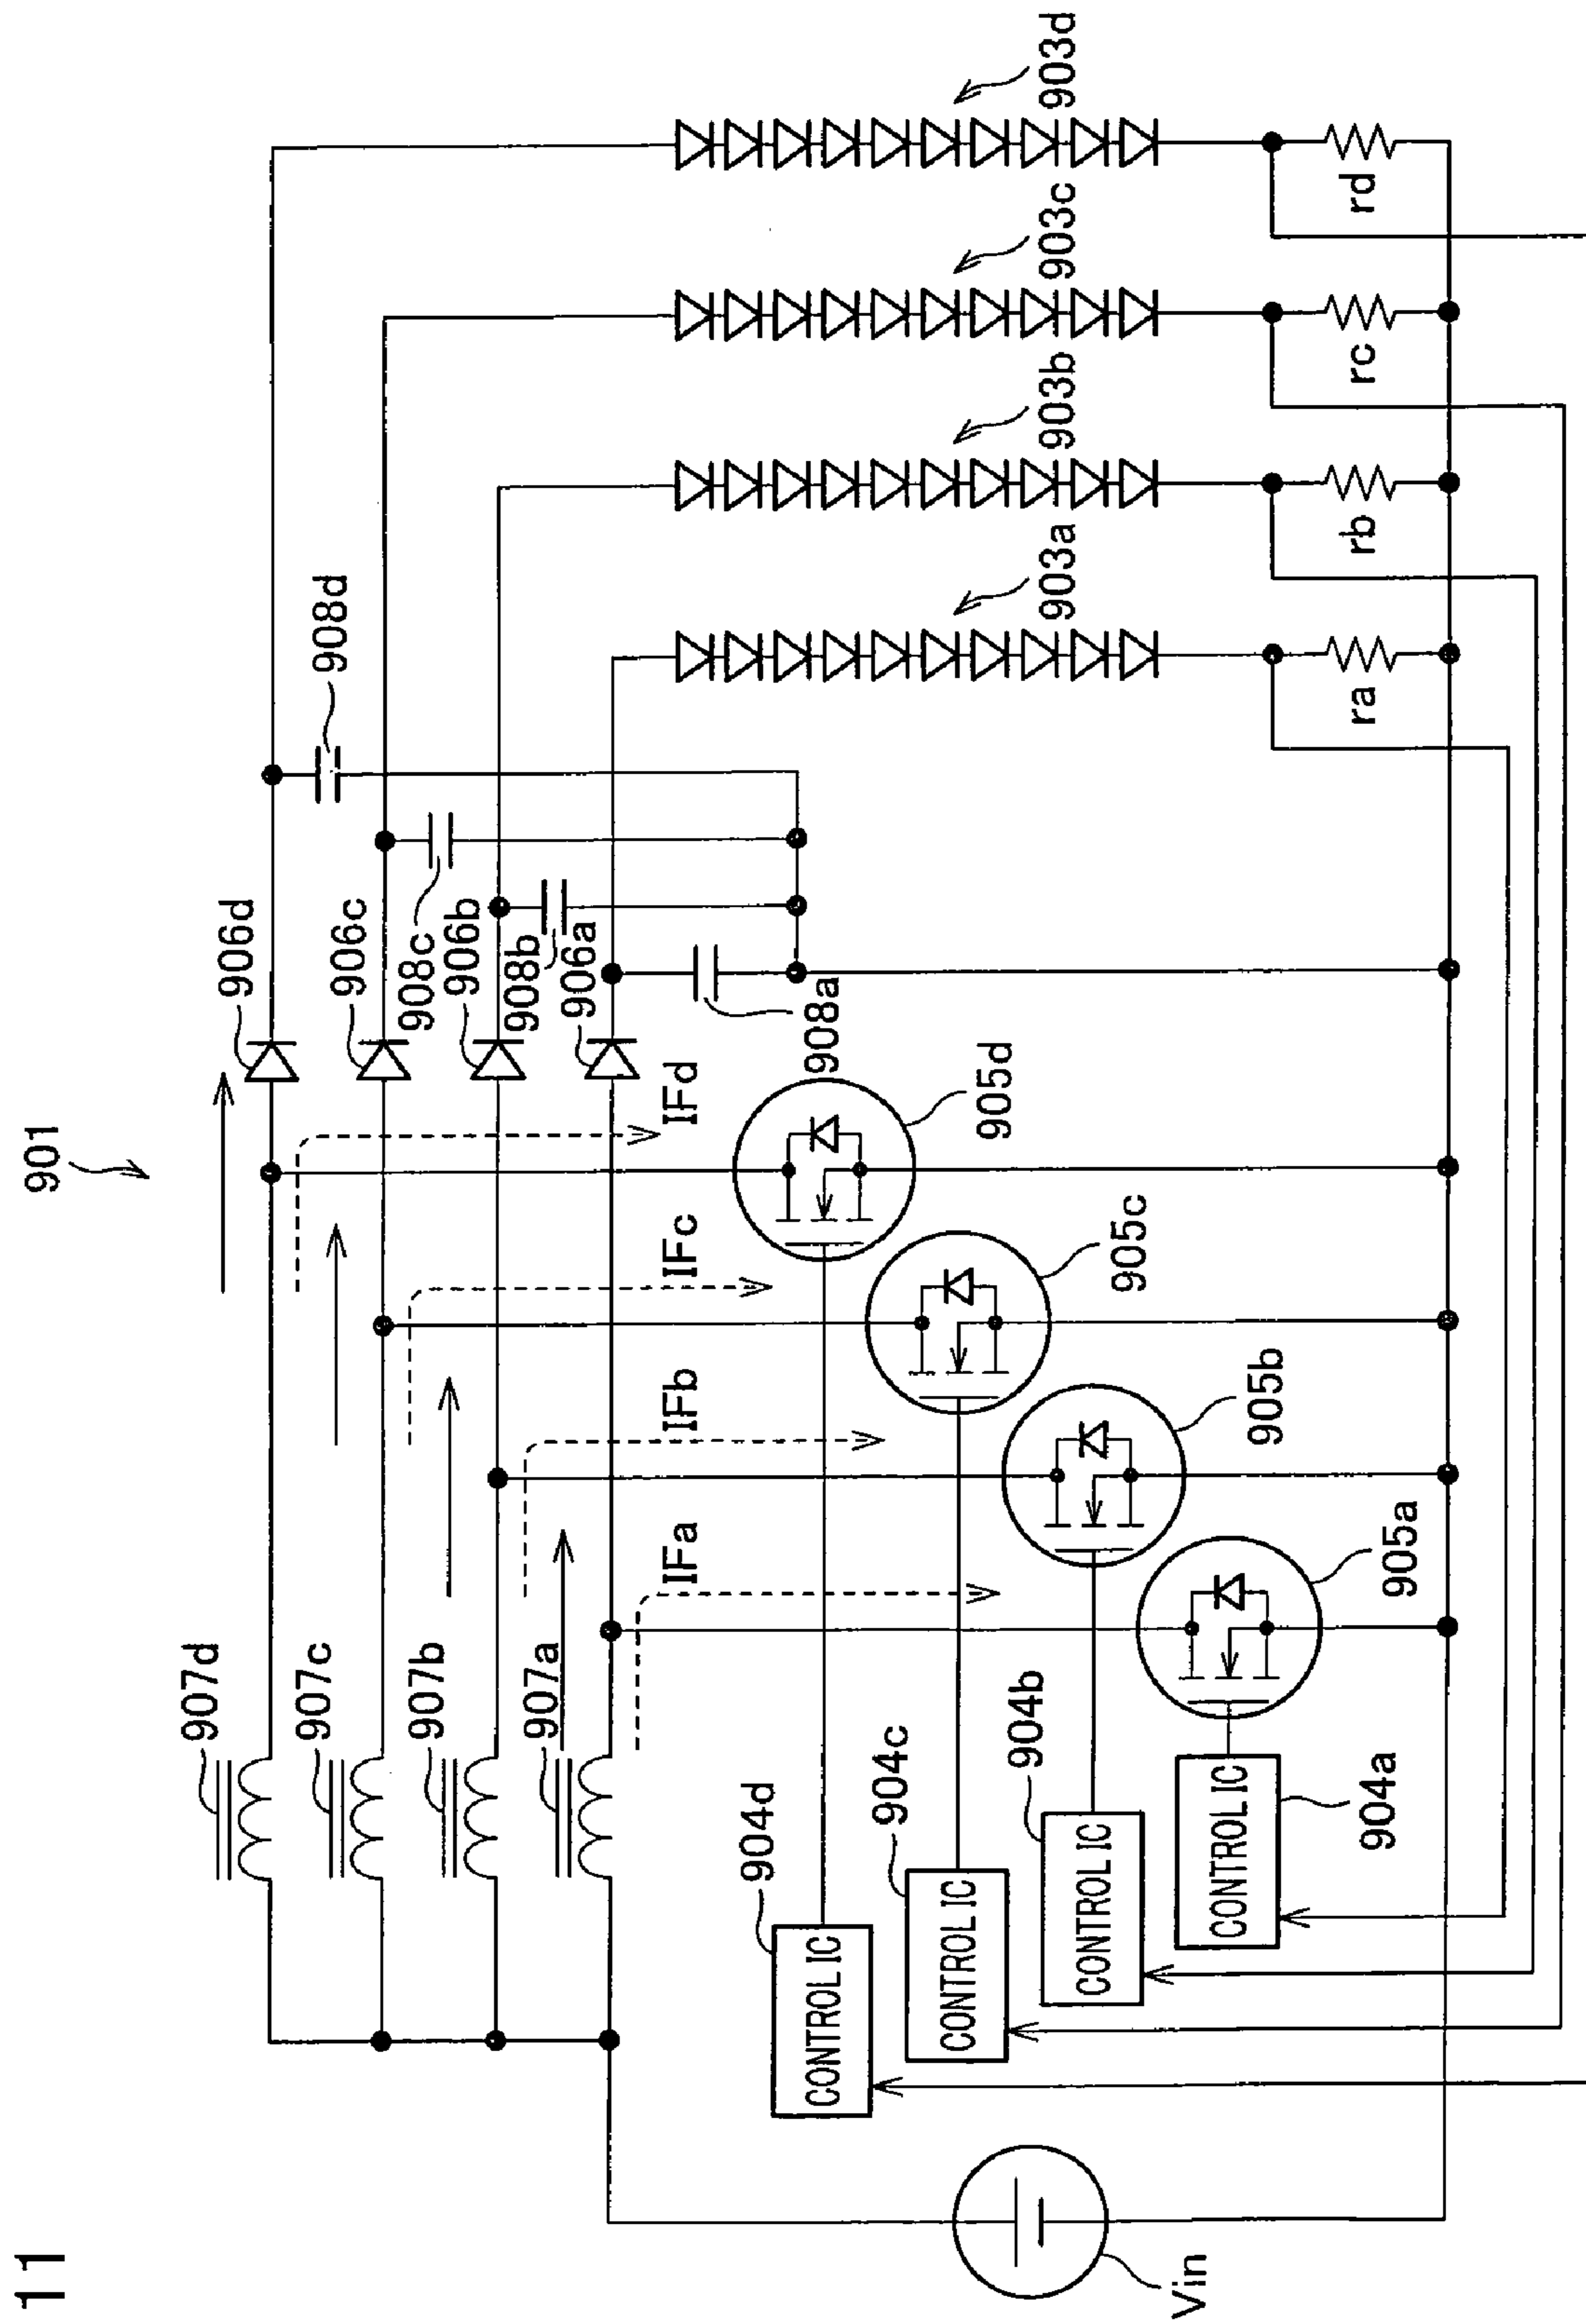 11
901
907d
907c
907b
907a
906d
906c
908c
906b
908b
906a
908d
908a
IFa
IFb
IFc
IFd
905d
905c
905b
905a
904d
904c
904b
904a
CONTROL IC
CONTROL IC
CONTROL IC
CONTROL IC
903a
903b
903c
903d
ra
rb
rc
rd
Vin